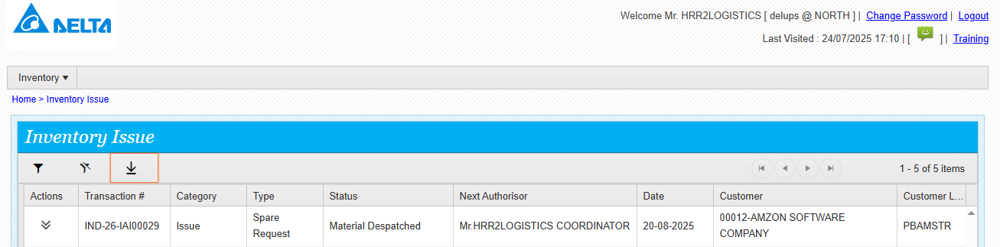 DELTA
Welcome Mr. HRR2LOGISTICS [ delups @ NORTH ] | Change Password | Logout
Last Visited : 24/07/2025 17:10 | [ ] | Training
Inventory
Home > Inventory Issue
Inventory Issue
1 - 5 of 5 items
Actions Transaction # Category Type Status Next Authorisor Date Customer Customer L...
IND-26-IAI00029 Issue Spare Request Material Despatched Mr.HRR2LOGISTICS COORDINATOR 20-08-2025 00012-AMZON SOFTWARE COMPANY PBAMSTR